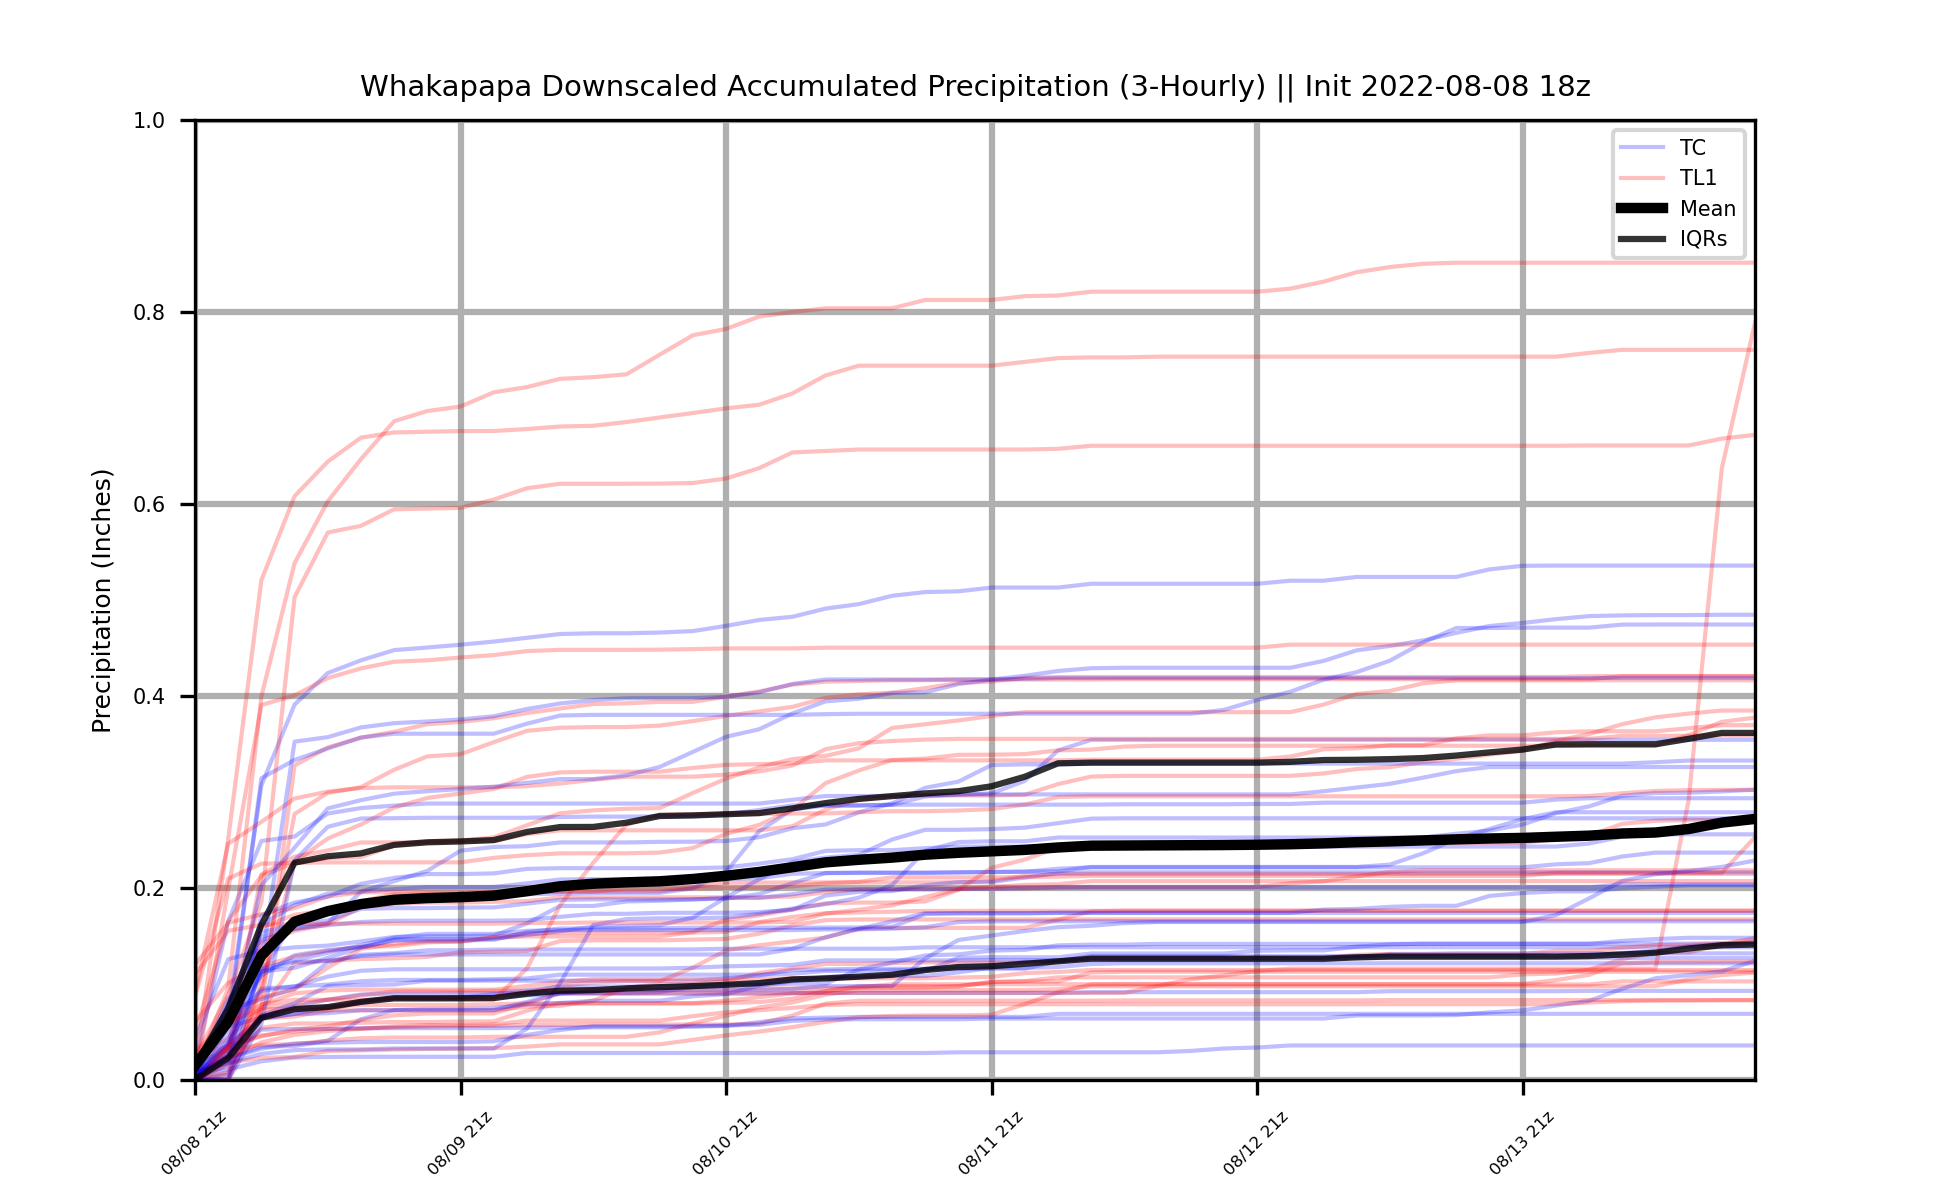 Whakapapa Downscaled Accumulated Precipitation (3-Hourly) || Init 2022-08-08 18z
1.0
0.8
0.6
0.4
0.2
0.0
Precipitation (Inches)
TC
TL1
Mean
IQRs
08/08 21z
08/09 21z
08/10 21z
08/11 21z
08/12 21z
08/13 21z